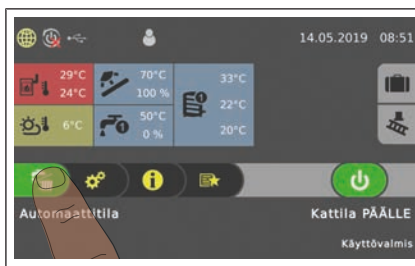 14.05.2019 08:51
29°C
24°C
70°C
100 %
33°C
22°C
20°C
6°C
50°C
0 %
Automaattitila
Kattila PÄÄLLE
Käyttövalmis